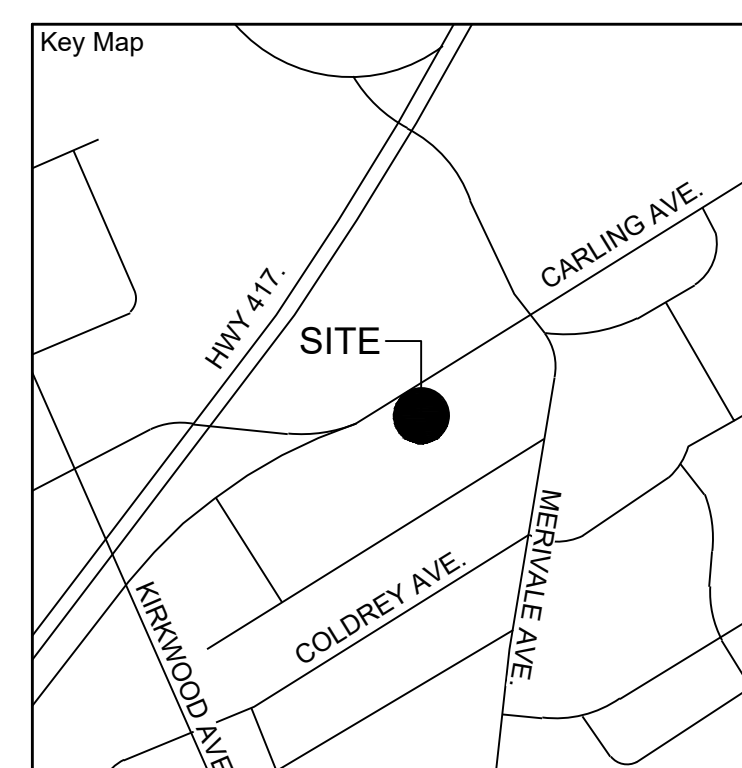 Key Map
CARLING AVE.
HWY 417.
SITE
MERIVALE AVE.
COLDREY AVE.
KIRKWOOD AVE